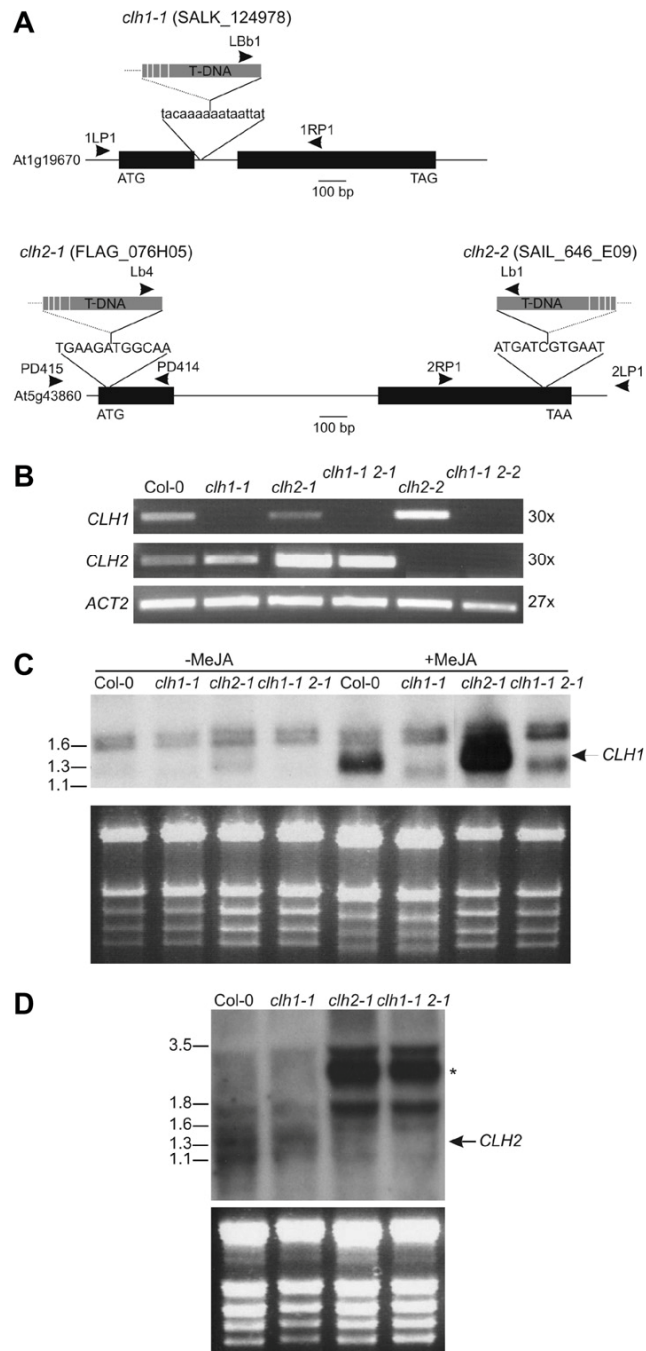 A
clh1-1 (SALK_124978)
LBb1
T-DNA
tacaaaaaataattat
1LP1
1RP1
At1g19670
ATG
100 bp
TAG
clh2-1 (FLAG_076H05)
clh2-2 (SAIL_646_E09)
Lb4
Lb1
T-DNA
T-DNA
TGAAGATGGCAA
ATGATCGTGAAT
PD415
PD414
2RP1
2LP1
At5g43860
ATG
100 bp
TAA
B
Col-0 clh1-1 clh2-1 clh1-1 2-1 clh2-2 clh1-1 2-2
CLH1 30x
CLH2 30x
ACT2 27x
C
-MeJA +MeJA
Col-0 clh1-1 clh2-1 clh1-1 2-1 Col-0 clh1-1 clh2-1 clh1-1 2-1
1.6
1.3
CLH1
1.1
D
Col-0 clh1-1 clh2-1 clh1-1 2-1
3.5
*
1.8
1.6
1.3
CLH2
1.1